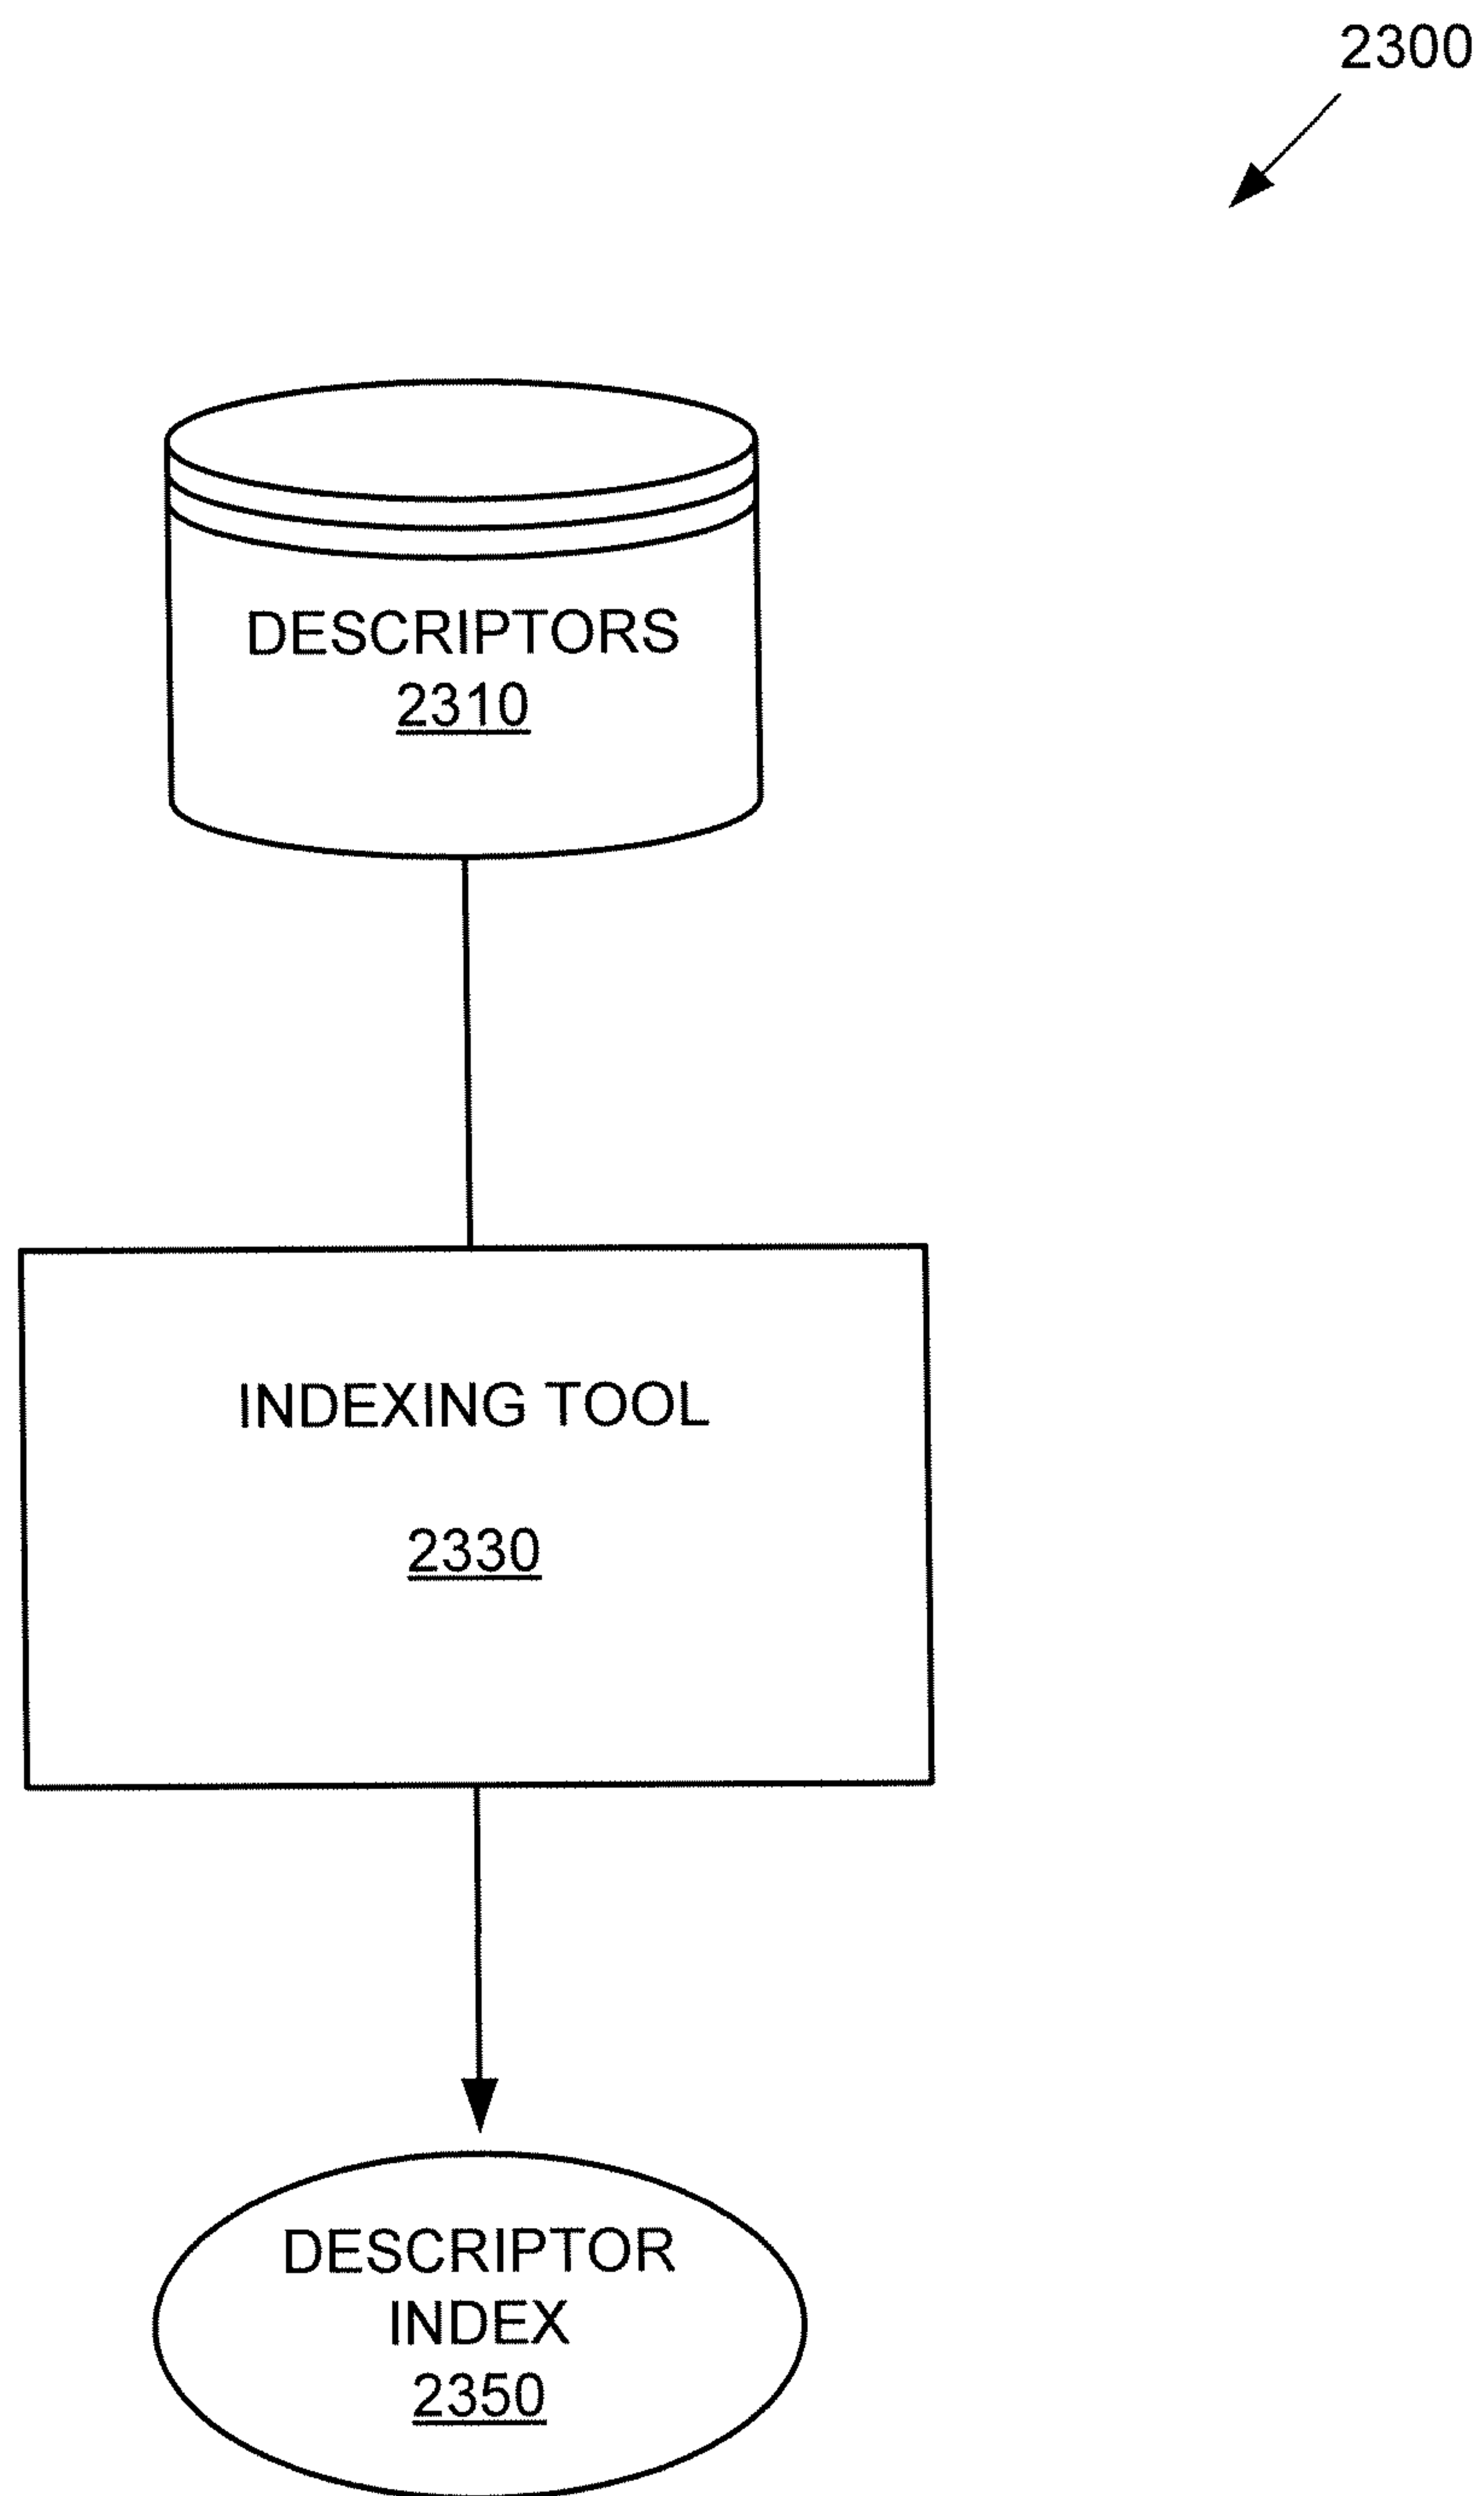 2300
DESCRIPTORS
2310
INDEXING TOOL
2330
DESCRIPTOR
INDEX
2350